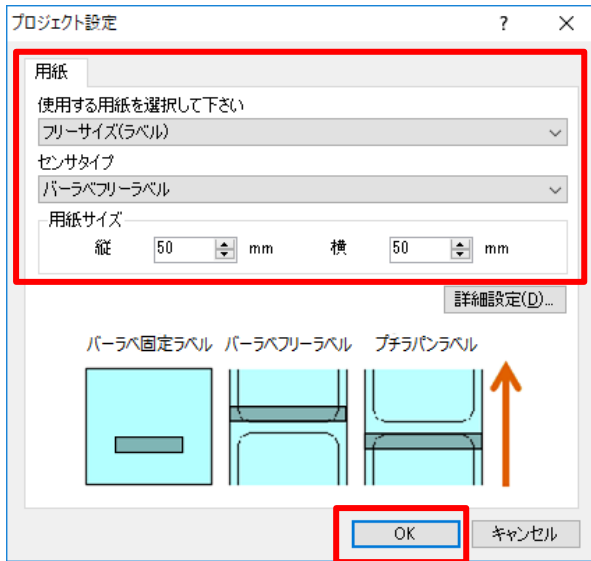 プロジェクト設定 ? ×
用紙
使用する用紙を選択して下さい
フリーサイズ(ラベル)
センサタイプ
バーラベフリーラベル
用紙サイズ
縦 50 mm 横 50 mm
詳細設定(D)...
バーラベ固定ラベル バーラベフリーラベル プチラパンラベル
OK キャンセル